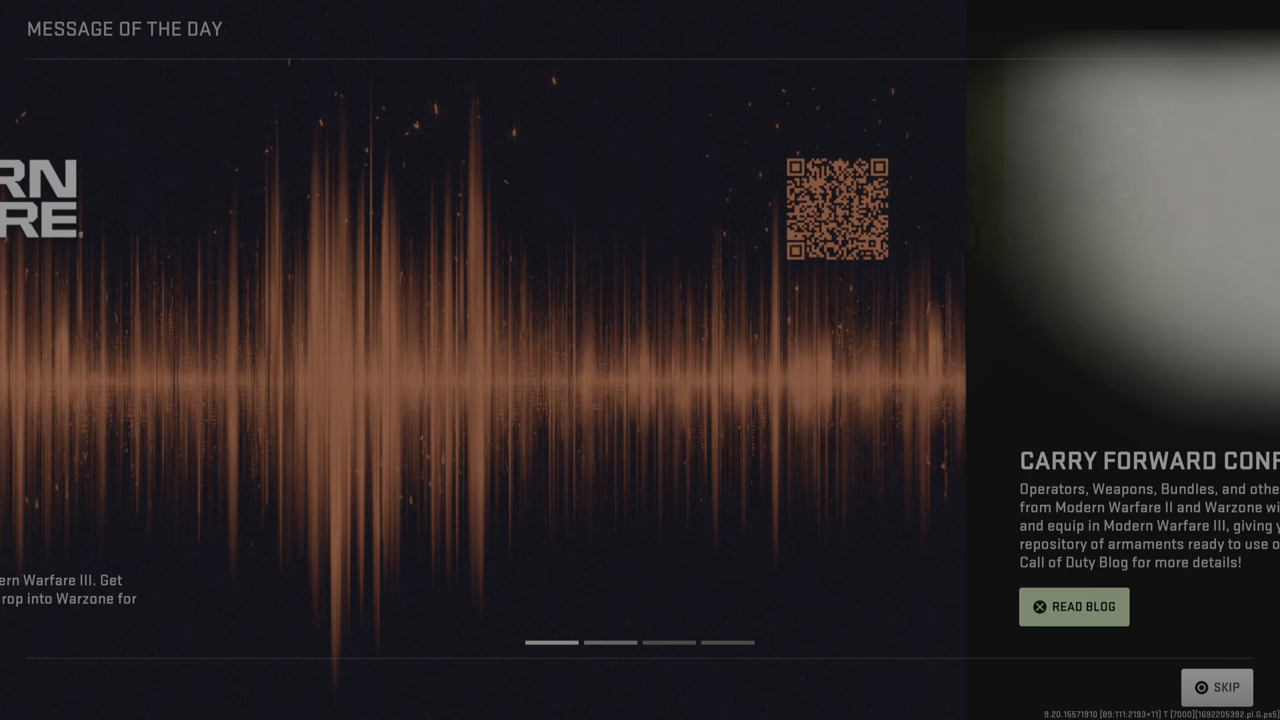 MESSAGE OF THE DAY
RN
RE
ern Warfare III. Get
rop into Warzone for
CARRY FORWARD CONF
Operators, Weapons, Bundles, and othe
from Modern Warfare II and Warzone wi
and equip in Modern Warfare III, giving y
repository of armaments ready to use o
Call of Duty Blog for more details!
READ BLOG
SKIP
9.20.15571910 [89:111:2193+11] T [7000][1692205392.pl.G.ps5]